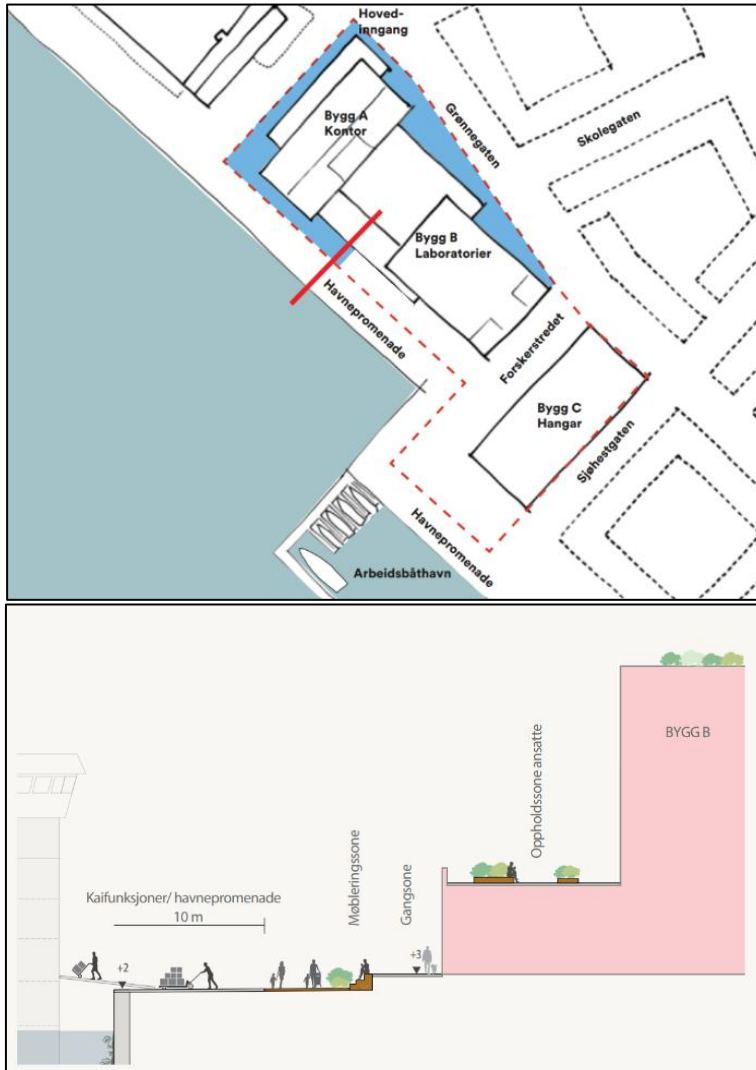 Hoved-
inngang
Bygg A
Kontor
Grønnegaten
Skolegaten
Bygg B
Laboratorier
Havnepromenade
Forskerstredet
Bygg C
Hangar
Sjøhestgaten
Havnepromenade
Arbeidsbåthavn
BYGG B
Oppholdssone ansatte
Møbleringssone
Gangsone
Kaifunksjoner/ havnepromenade
10 m
+2
+3